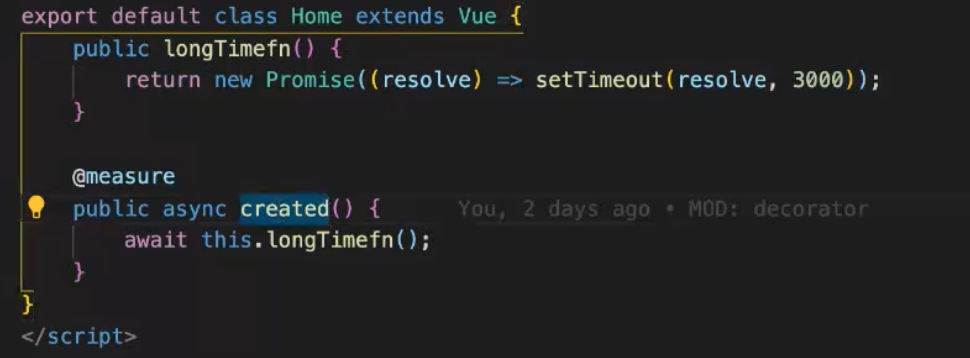 export default class Home extends Vue {
    public longTimefn() {
        return new Promise((resolve) => setTimeout(resolve, 3000));
    }

    @measure
    public async created() {      You, 2 days ago • MOD: decorator
        await this.longTimefn();
    }
}
</script>